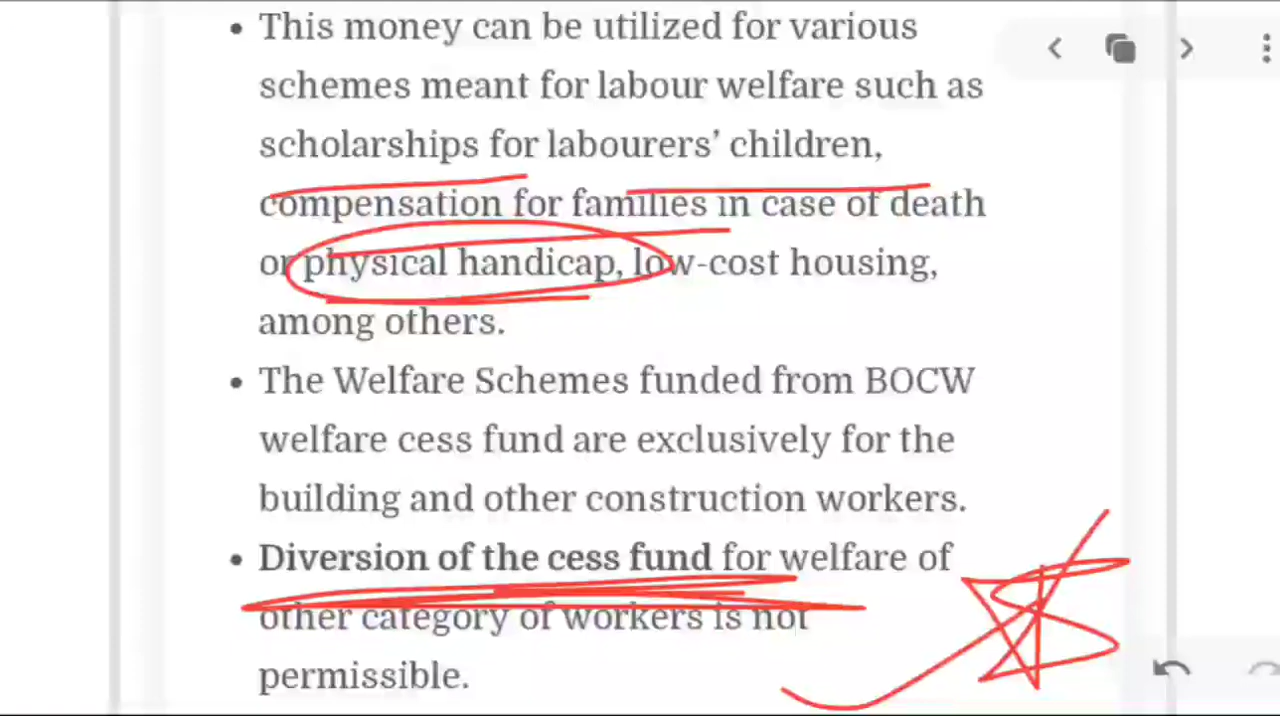 • This money can be utilized for various
schemes meant for labour welfare such as
scholarships for labourers’ children,
compensation for families in case of death
or physical handicap, low-cost housing,
among others.
• The Welfare Schemes funded from BOCW
welfare cess fund are exclusively for the
building and other construction workers.
• Diversion of the cess fund for welfare of
other category of workers is not
permissible.